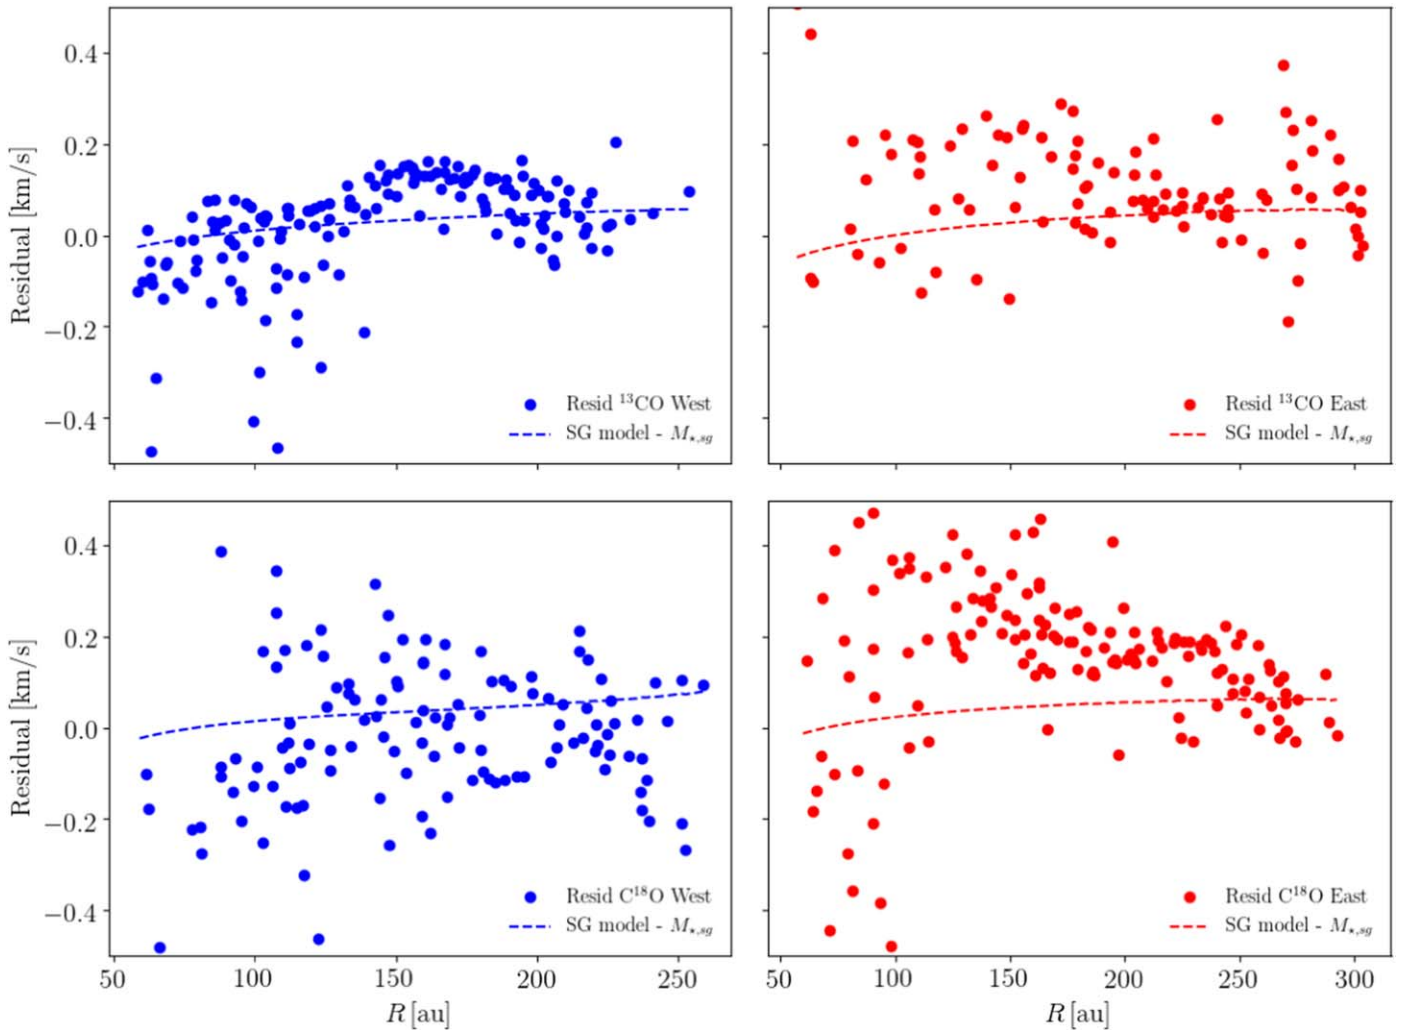 0.4
0.2
0.0
−0.2
−0.4
Residual [km/s]
Resid ¹³CO West
SG model - M⋆,sg
Resid ¹³CO East
SG model - M⋆,sg
0.4
0.2
0.0
−0.2
−0.4
Residual [km/s]
Resid C¹⁸O West
SG model - M⋆,sg
Resid C¹⁸O East
SG model - M⋆,sg
50 100 150 200 250
50 100 150 200 250 300
R [au]
R [au]